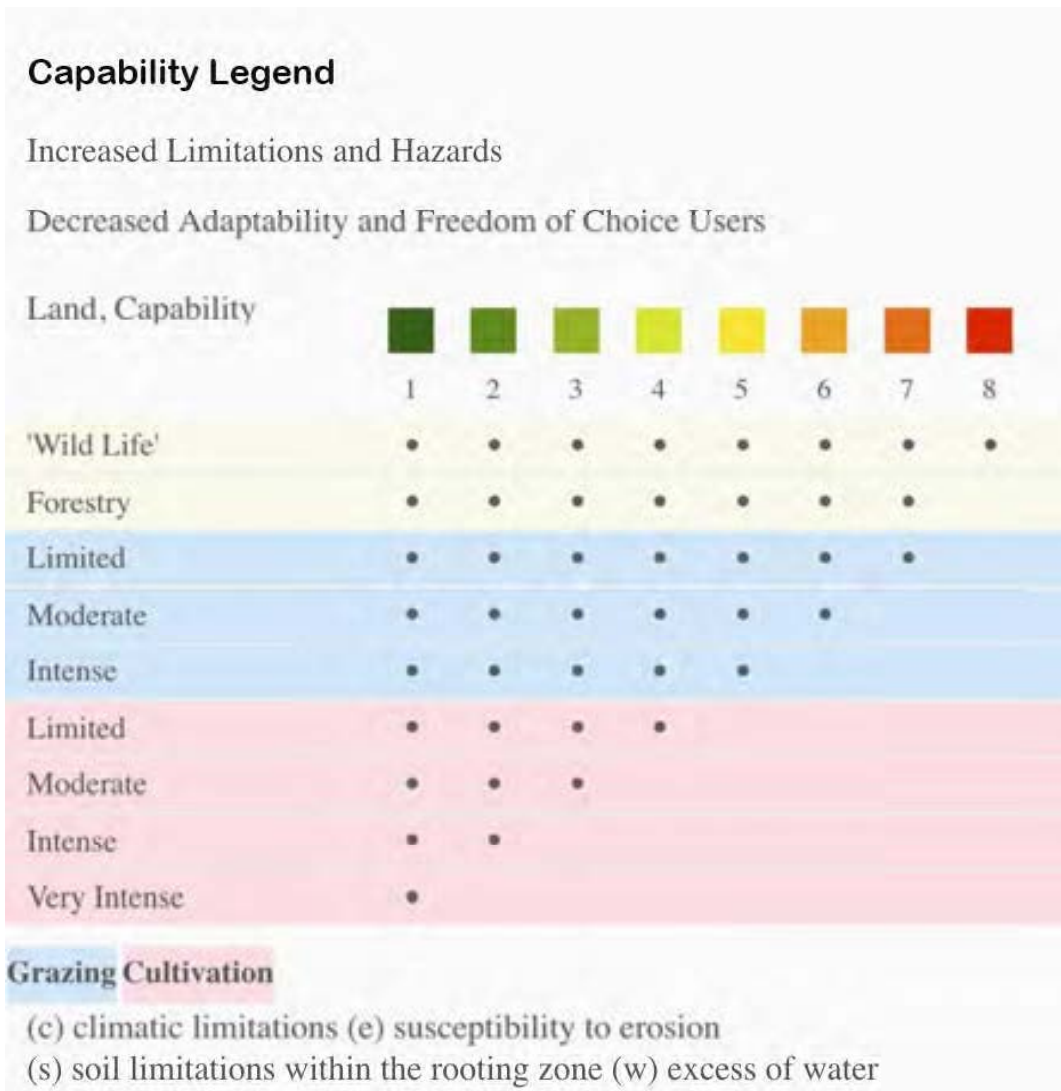 Capability Legend
Increased Limitations and Hazards
Decreased Adaptability and Freedom of Choice Users
Land, Capability
1 2 3 4 5 6 7 8
'Wild Life'
Forestry
Limited
Moderate
Intense
Limited
Moderate
Intense
Very Intense
Grazing Cultivation
(c) climatic limitations (e) susceptibility to erosion
(s) soil limitations within the rooting zone (w) excess of water